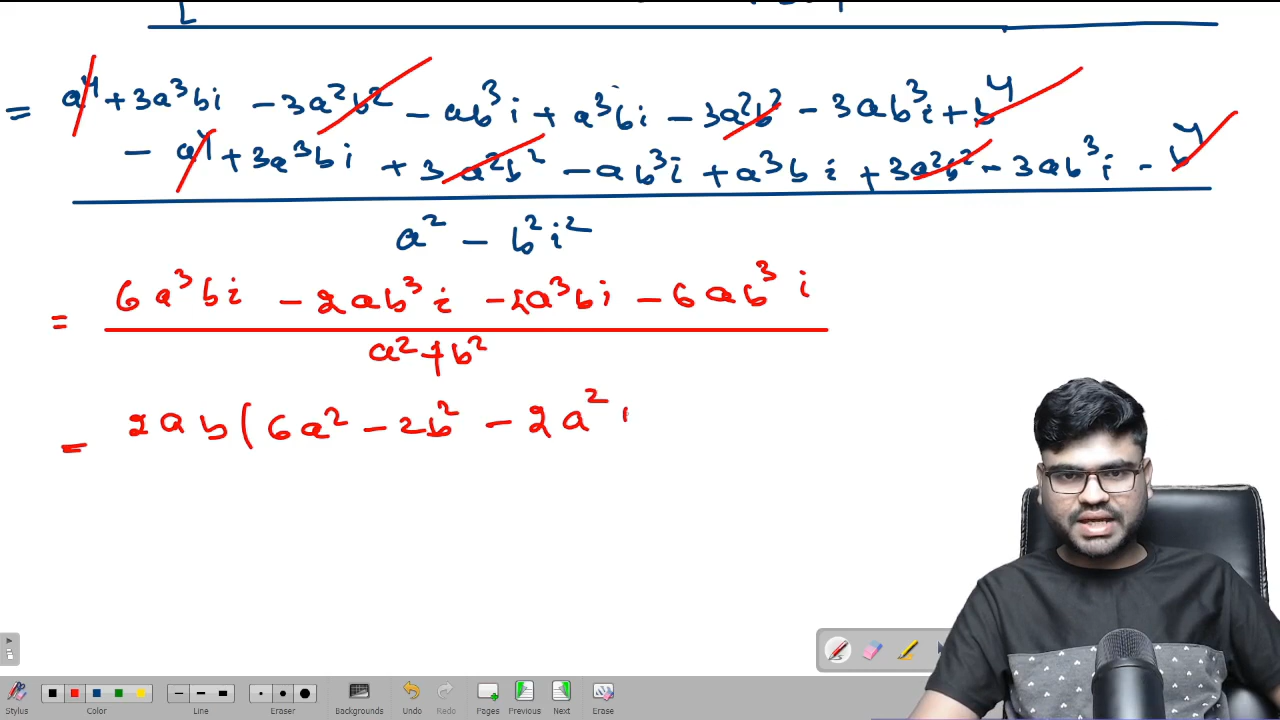 = a⁴ + 3a³bi - 3a²b² - ab³i + a³bi - 3a²b² - 3ab³i + b⁴
- a⁴ + 3a³bi + 3a²b² - ab³i + a³bi + 3a²b² - 3ab³i - b⁴
a² - b²i²
= 6a³bi - 2ab³i - 2a³bi - 6ab³i
a² + b²
= 2ab(6a² - 2b² - 2a²
Stylus
Color
Line
Eraser
Backgrounds
Undo
Redo
Pages
Previous
Next
Erase